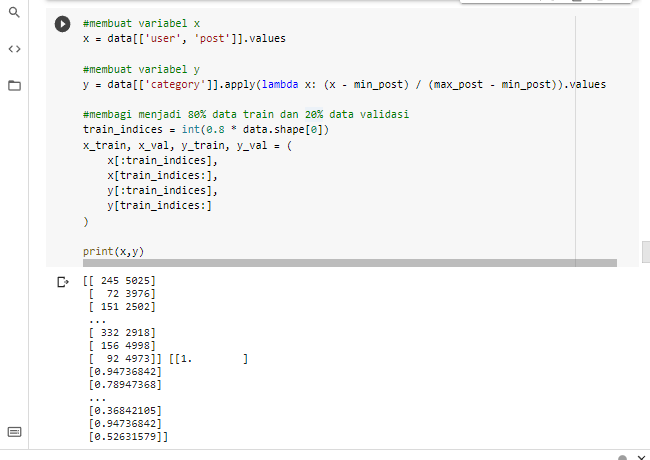 #membuat variabel x
x = data[['user', 'post']].values
#membuat variabel y
y = data[['category']].apply(lambda x: (x - min_post) / (max_post - min_post)).values
#membagi menjadi 80% data train dan 20% data validasi
train_indices = int(0.8 * data.shape[0])
x_train, x_val, y_train, y_val = (
    x[:train_indices],
    x[train_indices:],
    y[:train_indices],
    y[train_indices:]
)
print(x,y)
[[ 245 5025]
 [  72 3976]
 [ 151 2502]
 ...
 [ 332 2918]
 [ 156 4998]
 [  92 4973]] [[1.        ]
 [0.94736842]
 [0.78947368]
 ...
 [0.36842105]
 [0.94736842]
 [0.52631579]]